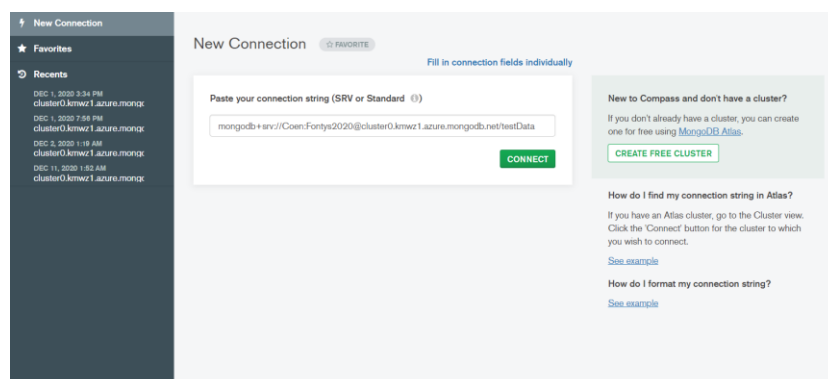 New Connection
Favorites
Recents
DEC 1, 2020 3:34 PM
cluster0.kmwz1.azure.mongc
DEC 1, 2020 7:56 PM
cluster0.kmwz1.azure.mongc
DEC 2, 2020 1:19 AM
cluster0.kmwz1.azure.mongc
DEC 11, 2020 1:52 AM
cluster0.kmwz1.azure.mongc
New Connection
FAVORITE
Fill in connection fields individually
Paste your connection string (SRV or Standard )
mongodb+srv://Coen:Fontys2020@cluster0.kmwz1.azure.mongodb.net/testData
CONNECT
New to Compass and don't have a cluster?
If you don't already have a cluster, you can create
one for free using MongoDB Atlas.
CREATE FREE CLUSTER
How do I find my connection string in Atlas?
If you have an Atlas cluster, go to the Cluster view.
Click the 'Connect' button for the cluster to which
you wish to connect.
See example
How do I format my connection string?
See example